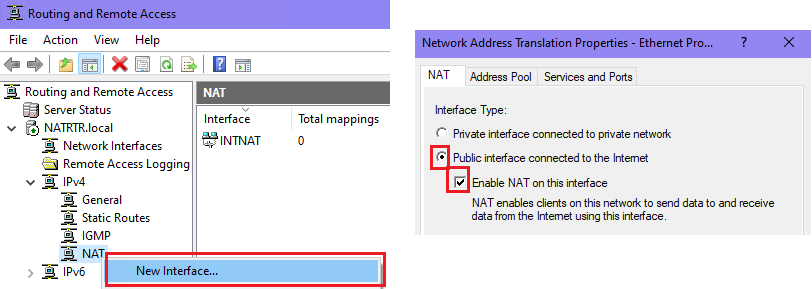 Routing and Remote Access
File Action View Help
Routing and Remote Access
Server Status
NATRTR.local
Network Interfaces
Remote Access Logging
IPv4
General
Static Routes
IGMP
NAT
IPv6
New Interface...
NAT
Interface Total mappings
INTNAT 0
Network Address Translation Properties - Ethernet Pro...
NAT Address Pool Services and Ports
Interface Type:
Private interface connected to private network
Public interface connected to the Internet
Enable NAT on this interface
NAT enables clients on this network to send data to and receive
data from the Internet using this interface.